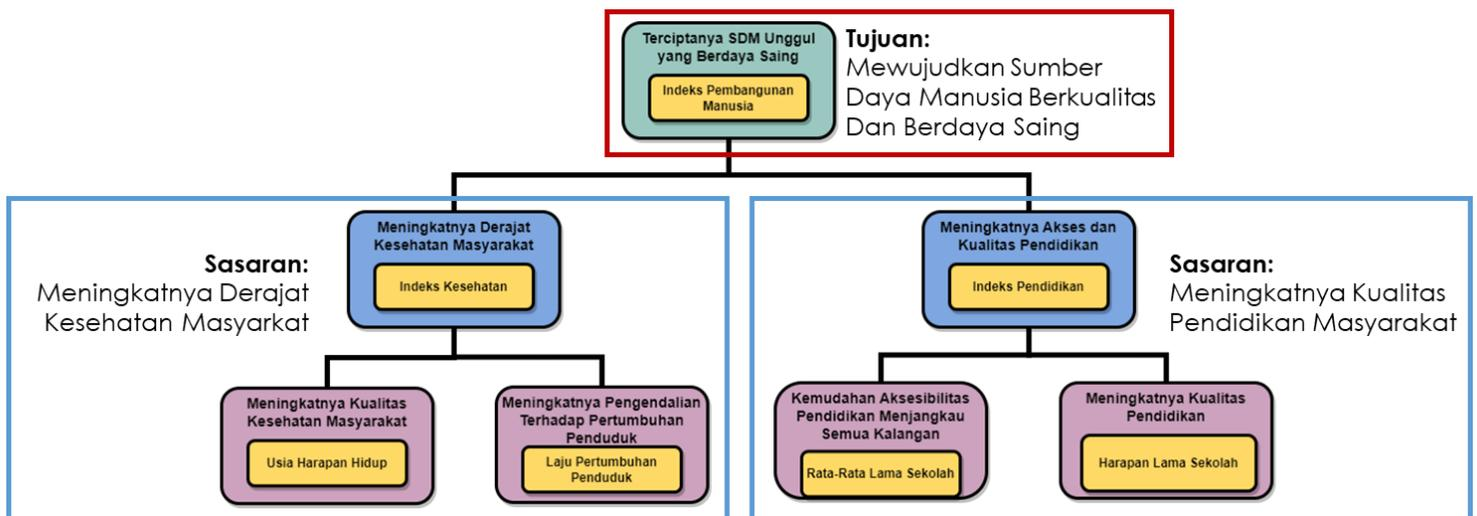 Terciptanya SDM Unggul
yang Berdaya Saing
Indeks Pembangunan
Manusia
Tujuan:
Mewujudkan Sumber
Daya Manusia Berkualitas
Dan Berdaya Saing
Sasaran:
Meningkatnya Derajat
Kesehatan Masyarkat
Meningkatnya Derajat
Kesehatan Masyarakat
Indeks Kesehatan
Meningkatnya Akses dan
Kualitas Pendidikan
Indeks Pendidikan
Sasaran:
Meningkatnya Kualitas
Pendidikan Masyarakat
Meningkatnya Kualitas
Kesehatan Masyarakat
Usia Harapan Hidup
Meningkatnya Pengendalian
Terhadap Pertumbuhan
Penduduk
Laju Pertumbuhan
Penduduk
Kemudahan Aksesibilitas
Pendidikan Menjangkau
Semua Kalangan
Rata-Rata Lama Sekolah
Meningkatnya Kualitas
Pendidikan
Harapan Lama Sekolah